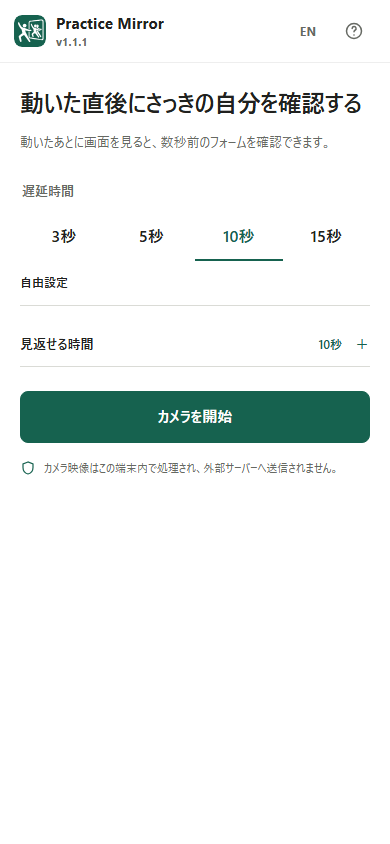 Practice Mirror
v1.1.1
EN
動いた直後にさっきの自分を確認する
動いたあとに画面を見ると、数秒前のフォームを確認できます。
遅延時間
3秒 5秒 10秒 15秒
自由設定
見返せる時間 10秒 +
カメラを開始
カメラ映像はこの端末内で処理され、外部サーバーへ送信されません。